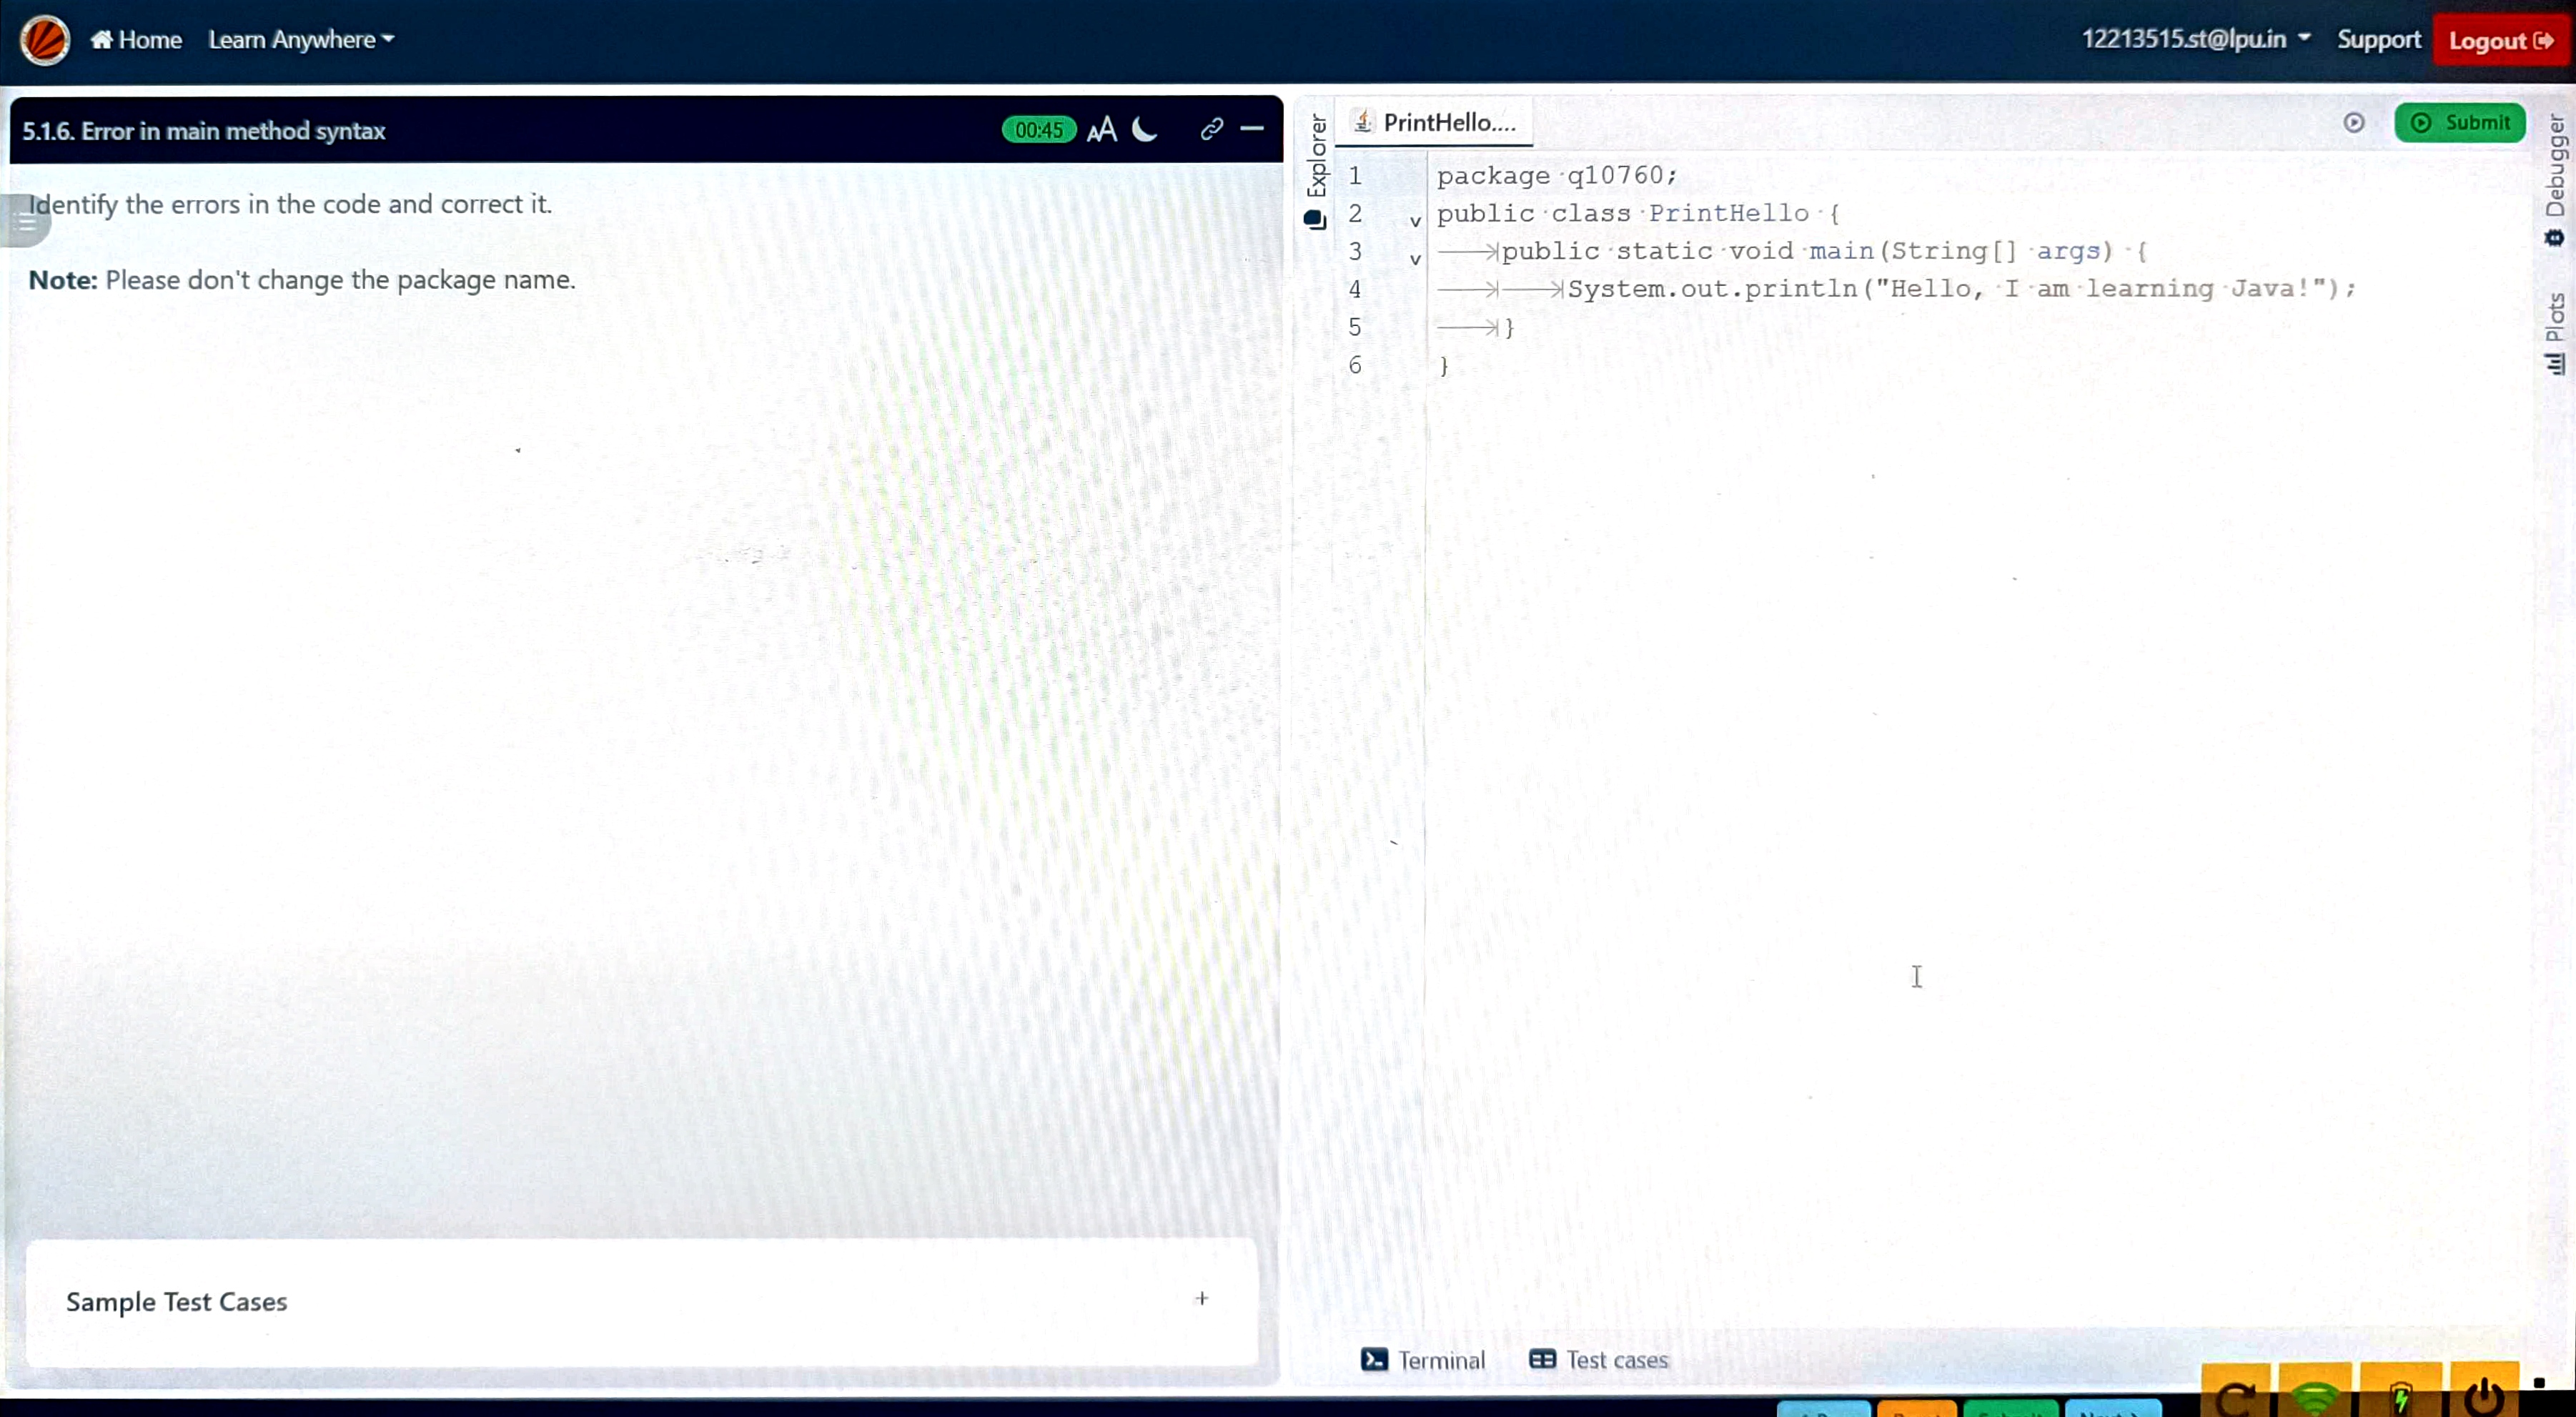 Home Learn Anywhere 12213515.st@lpu.in Support Logout
5.1.6. Error in main method syntax 00:45 AA
Identify the errors in the code and correct it.
Note: Please don't change the package name.
Sample Test Cases +
Explorer
PrintHello....
Submit
1 package q10760;
2 public class PrintHello {
3 public static void main(String[] args) {
4 System.out.println("Hello, I am learning Java!");
5 }
6 }
Debugger
Plots
Terminal Test cases